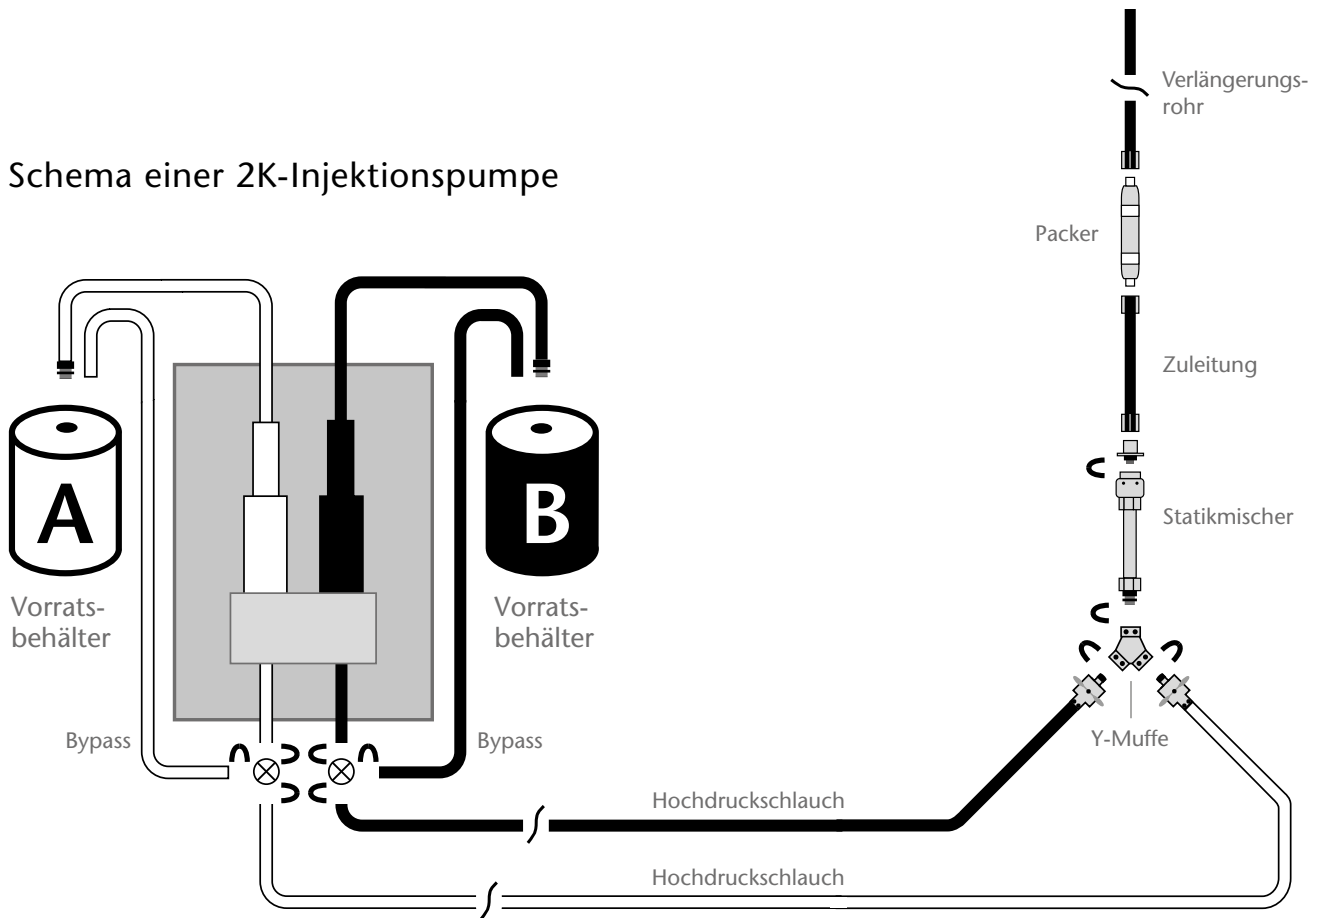 Verlängerungs-
rohr
Schema einer 2K-Injektionspumpe
Packer
Zuleitung
A
B
Statikmischer
Vorrats-
behälter
Vorrats-
behälter
Bypass
Bypass
Y-Muffe
Hochdruckschlauch
Hochdruckschlauch